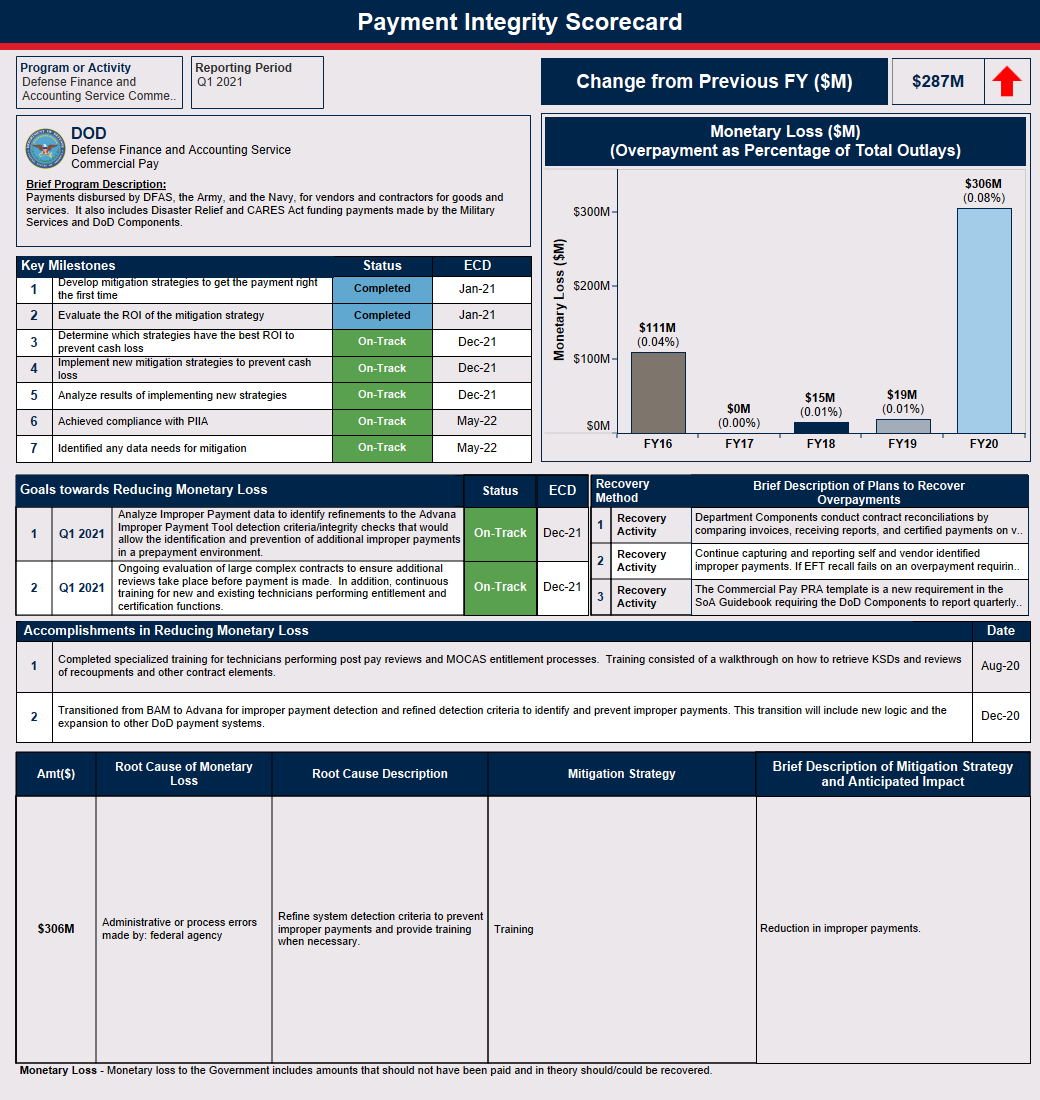 Payment Integrity Scorecard
Program or Activity
Defense Finance and
Accounting Service Comme..
Reporting Period
Q1 2021
Change from Previous FY ($M)
$287M
DOD
Defense Finance and Accounting Service
Commercial Pay
Brief Program Description:
Payments disbursed by DFAS, the Army, and the Navy, for vendors and contractors for goods and
services.  It also includes Disaster Relief and CARES Act funding payments made by the Military
Services and DoD Components.
Monetary Loss ($M)
(Overpayment as Percentage of Total Outlays)
Monetary Loss ($M)
$300M
$200M
$100M
$0M
$111M
(0.04%)
$0M
(0.00%)
$15M
(0.01%)
$19M
(0.01%)
$306M
(0.08%)
FY16
FY17
FY18
FY19
FY20
Key Milestones
Status
ECD
1
Develop mitigation strategies to get the payment right
the first time
Completed
Jan-21
2
Evaluate the ROI of the mitigation strategy
Completed
Jan-21
3
Determine which strategies have the best ROI to
prevent cash loss
On-Track
Dec-21
4
Implement new mitigation strategies to prevent cash
loss
On-Track
Dec-21
5
Analyze results of implementing new strategies
On-Track
Dec-21
6
Achieved compliance with PIIA
On-Track
May-22
7
Identified any data needs for mitigation
On-Track
May-22
Goals towards Reducing Monetary Loss
Status
ECD
1
Q1 2021
Analyze Improper Payment data to identify refinements to the Advana
Improper Payment Tool detection criteria/integrity checks that would
allow the identification and prevention of additional improper payments
in a prepayment environment.
On-Track
Dec-21
2
Q1 2021
Ongoing evaluation of large complex contracts to ensure additional
reviews take place before payment is made.  In addition, continuous
training for new and existing technicians performing entitlement and
certification functions.
On-Track
Dec-21
Recovery
Method
Brief Description of Plans to Recover
Overpayments
1
Recovery
Activity
Department Components conduct contract reconciliations by
comparing invoices, receiving reports, and certified payments on v..
2
Recovery
Activity
Continue capturing and reporting self and vendor identified
improper payments. If EFT recall fails on an overpayment requirin..
3
Recovery
Activity
The Commercial Pay PRA template is a new requirement in the
SoA Guidebook requiring the DoD Components to report quarterly..
Accomplishments in Reducing Monetary Loss
Date
1
Completed specialized training for technicians performing post pay reviews and MOCAS entitlement processes.  Training consisted of a walkthrough on how to retrieve KSDs and reviews
of recoupments and other contract elements.
Aug-20
2
Transitioned from BAM to Advana for improper payment detection and refined detection criteria to identify and prevent improper payments. This transition will include new logic and the
expansion to other DoD payment systems.
Dec-20
Amt($)
Root Cause of Monetary
Loss
Root Cause Description
Mitigation Strategy
Brief Description of Mitigation Strategy
and Anticipated Impact
$306M
Administrative or process errors
made by: federal agency
Refine system detection criteria to prevent
improper payments and provide training
when necessary.
Training
Reduction in improper payments.
Monetary Loss - Monetary loss to the Government includes amounts that should not have been paid and in theory should/could be recovered.